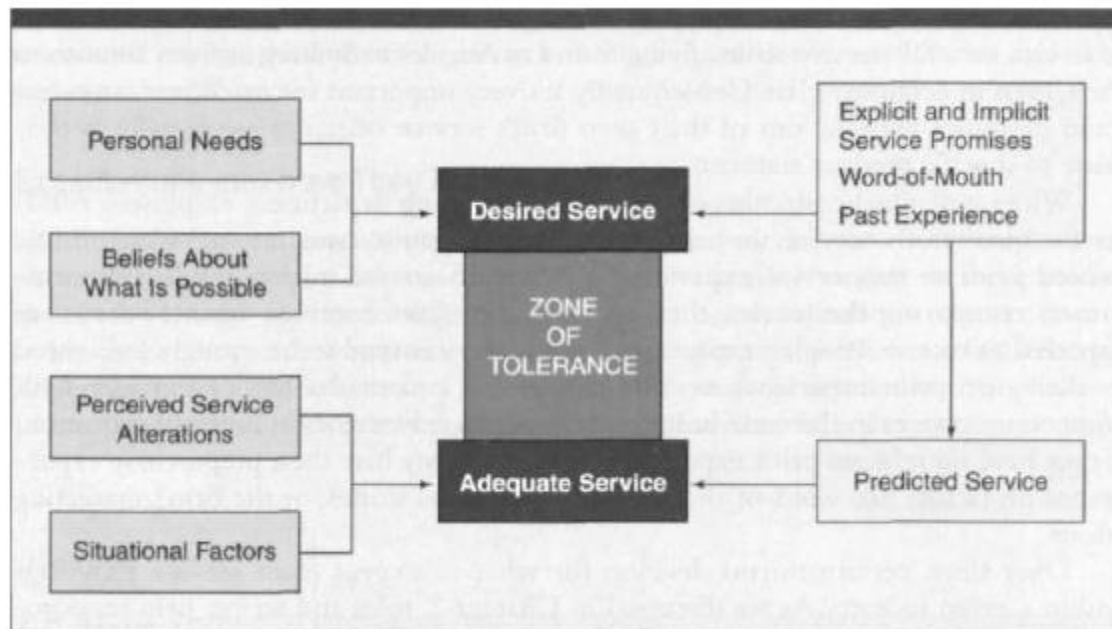 Personal Needs
Beliefs About
What Is Possible
Perceived Service
Alterations
Situational Factors
Desired Service
ZONE
OF
TOLERANCE
Adequate Service
Explicit and Implicit
Service Promises
Word-of-Mouth
Past Experience
Predicted Service